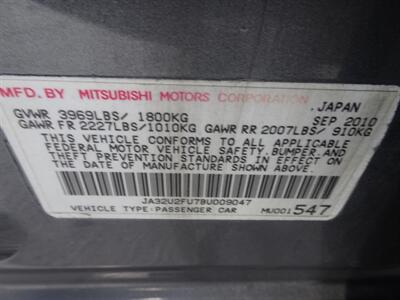 MFD.BY MITSUBISHI MOTORS CORPORATION.
,JAPAN
GVWR 3969LBS/ 1800KG SEP 2010
GAWR FR 2227LBS/1010KG GAWR RR 2007LBS/ 910KG
THIS VEHICLE CONFORMS TO ALL APPLICABLE
FEDERAL MOTOR VEHICLE SAFETY,BUMPER,AND
THEFT PREVENTION STANDARDS IN EFFECT ON THE
DATE OF MANUFACTURE SHOWN ABOVE.
JA32U2FU7BU009047
VEHICLE TYPE:PASSENGER CAR MU001547